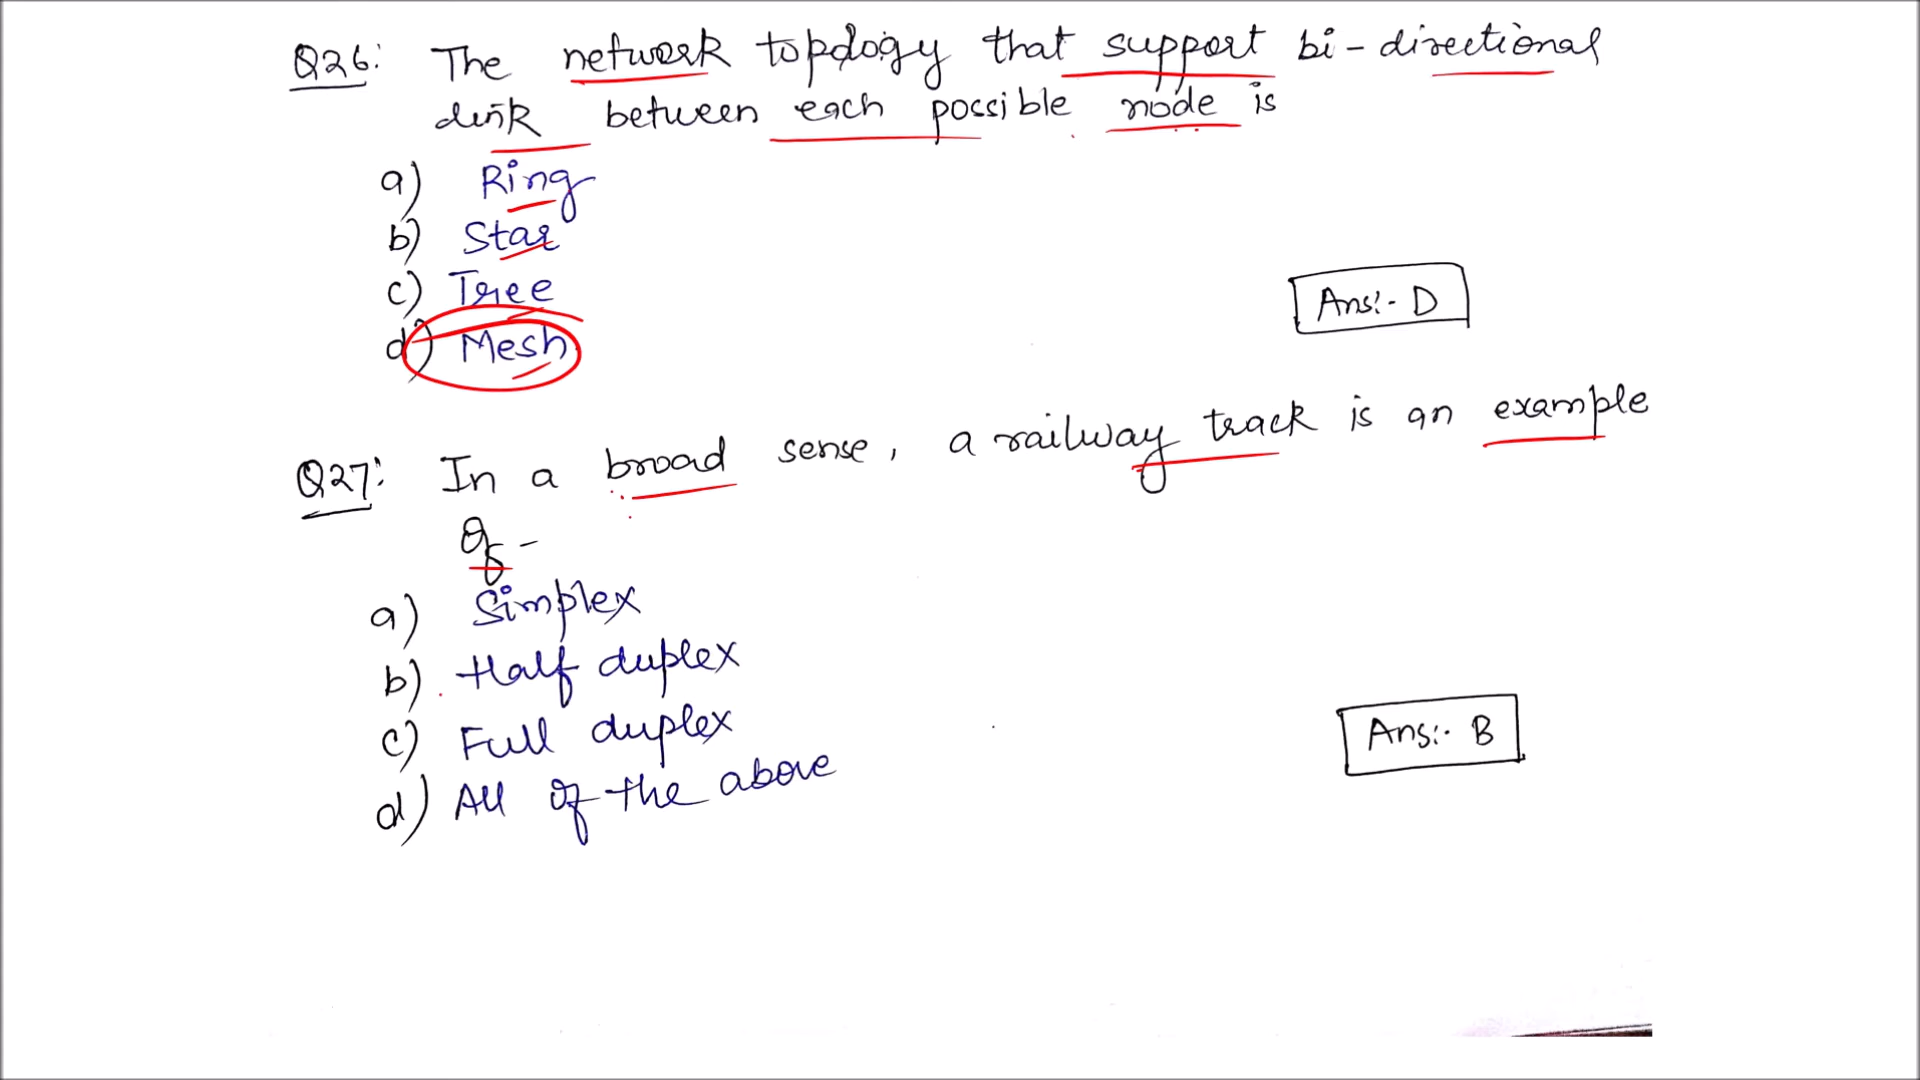 Q26: The network topology that support bi-directional
link between each possible node is
a) Ring
b) Star
c) Tree
d) Mesh
Ans:- D
Q27: In a broad sense, a railway track is an example
of -
a) Simplex
b) Half duplex
c) Full duplex
d) All of the above
Ans:- B